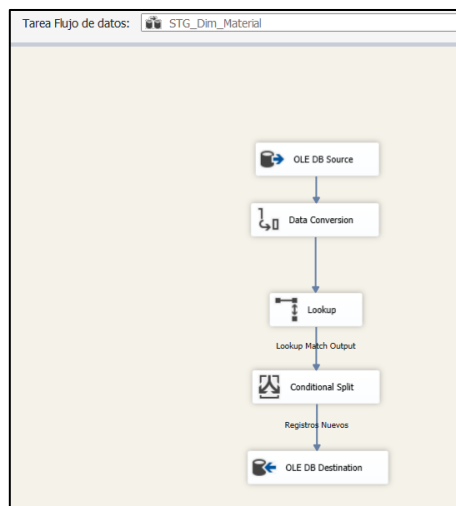 Tarea Flujo de datos: STG_Dim_Material
OLE DB Source
Data Conversion
Lookup
Lookup Match Output
Conditional Split
Registros Nuevos
OLE DB Destination